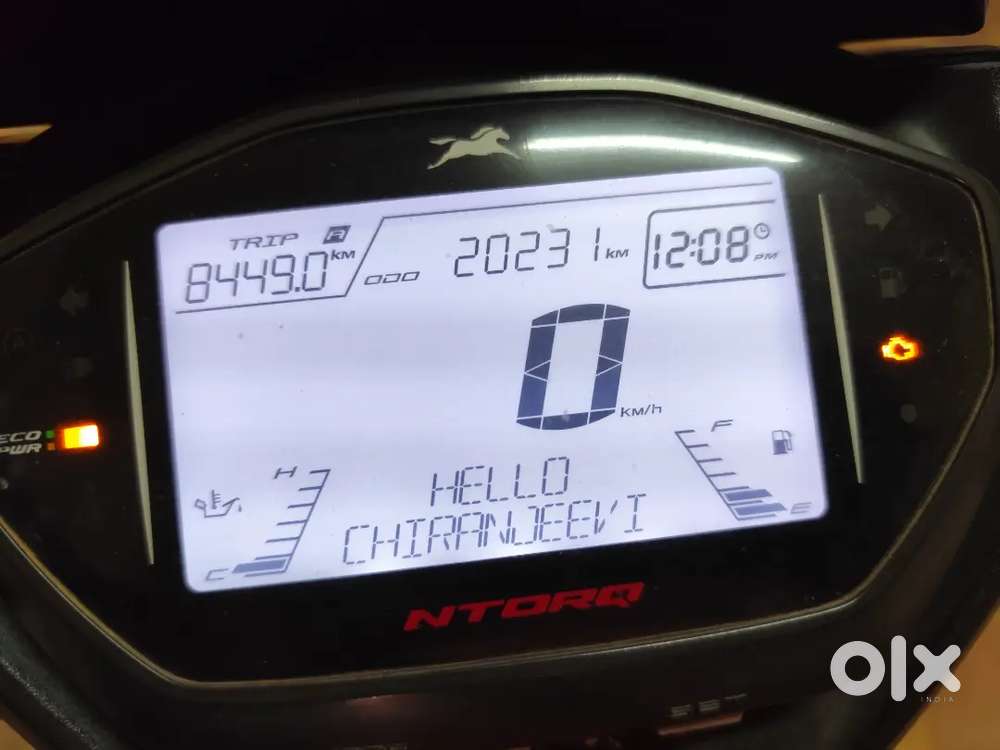 TRIP
8449.0 km
20231 km
12:08 PM
0 km/h
ECO
PWR
H
C
F
E
HELLO
CHIRANJEEVI
NTORQ
olx
INDIA